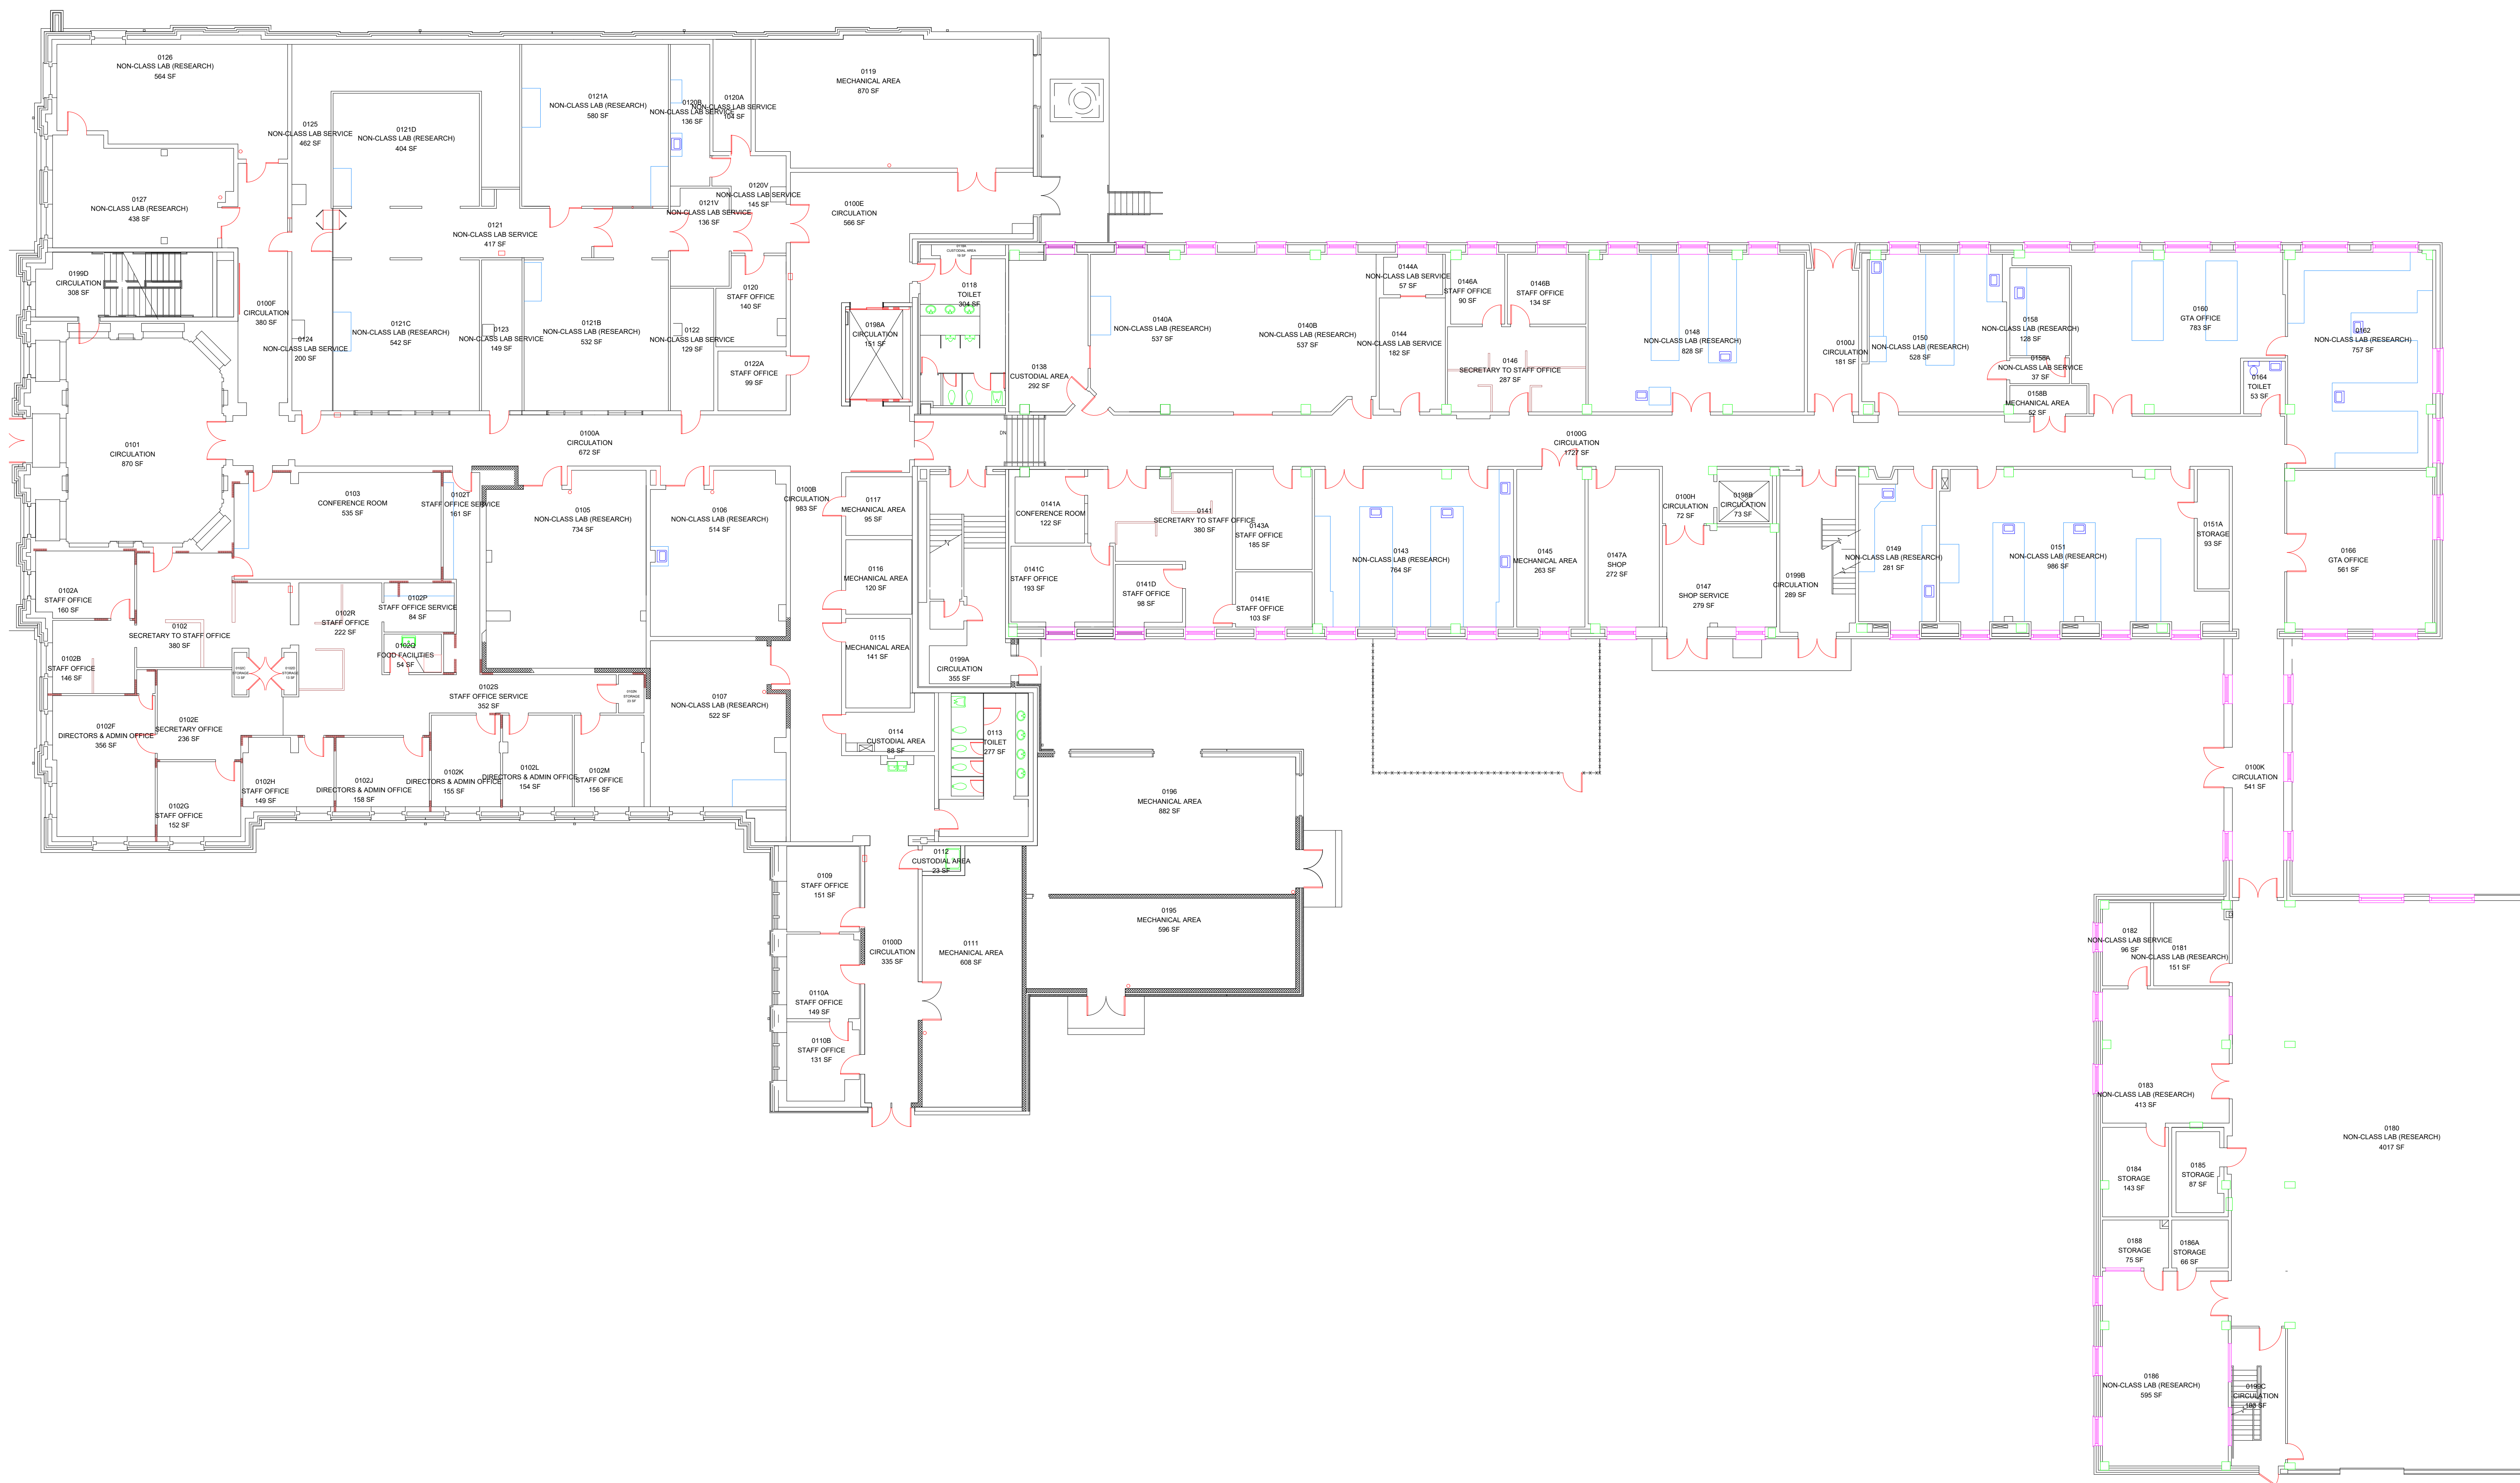 0126
NON-CLASS LAB (RESEARCH)
564 SF
0125
NON-CLASS LAB SERVICE
462 SF
0121D
NON-CLASS LAB (RESEARCH)
404 SF
0121A
NON-CLASS LAB (RESEARCH)
580 SF
0120B
NON-CLASS LAB SERVICE
136 SF
0120A
NON-CLASS LAB SERVICE
104 SF
0119
MECHANICAL AREA
870 SF
0127
NON-CLASS LAB (RESEARCH)
438 SF
0121
NON-CLASS LAB SERVICE
417 SF
0121V
NON-CLASS LAB SERVICE
136 SF
0120V
NON-CLASS LAB SERVICE
145 SF
0100E
CIRCULATION
566 SF
0199D
CIRCULATION
308 SF
0100F
CIRCULATION
380 SF
0124
NON-CLASS LAB SERVICE
200 SF
0121C
NON-CLASS LAB (RESEARCH)
542 SF
0123
NON-CLASS LAB SERVICE
149 SF
0121B
NON-CLASS LAB (RESEARCH)
532 SF
0122
NON-CLASS LAB SERVICE
129 SF
0120
STAFF OFFICE
140 SF
0122A
STAFF OFFICE
99 SF
0198A
CIRCULATION
151 SF
CUSTODIAL AREA
0118
TOILET
304 SF
0138
CUSTODIAL AREA
292 SF
0140A
NON-CLASS LAB (RESEARCH)
537 SF
0140B
NON-CLASS LAB (RESEARCH)
537 SF
0144A
NON-CLASS LAB SERVICE
57 SF
0144
NON-CLASS LAB SERVICE
182 SF
0146A
STAFF OFFICE
90 SF
0146B
STAFF OFFICE
134 SF
0146
SECRETARY TO STAFF OFFICE
287 SF
0148
NON-CLASS LAB (RESEARCH)
828 SF
0100J
CIRCULATION
181 SF
0150
NON-CLASS LAB (RESEARCH)
528 SF
0158
NON-CLASS LAB (RESEARCH)
128 SF
0158A
NON-CLASS LAB SERVICE
37 SF
0158B
MECHANICAL AREA
52 SF
0160
GTA OFFICE
783 SF
0164
TOILET
53 SF
0162
NON-CLASS LAB (RESEARCH)
757 SF
0101
CIRCULATION
870 SF
0100A
CIRCULATION
672 SF
DN
0100G
CIRCULATION
1727 SF
0103
CONFERENCE ROOM
535 SF
0102T
STAFF OFFICE SERVICE
161 SF
0105
NON-CLASS LAB (RESEARCH)
734 SF
0106
NON-CLASS LAB (RESEARCH)
514 SF
0100B
CIRCULATION
983 SF
0117
MECHANICAL AREA
95 SF
0116
MECHANICAL AREA
120 SF
0115
MECHANICAL AREA
141 SF
0141A
CONFERENCE ROOM
122 SF
0141
SECRETARY TO STAFF OFFICE
380 SF
0143A
STAFF OFFICE
185 SF
0141C
STAFF OFFICE
193 SF
0141D
STAFF OFFICE
98 SF
0141E
STAFF OFFICE
103 SF
0143
NON-CLASS LAB (RESEARCH)
764 SF
0145
MECHANICAL AREA
263 SF
0147A
SHOP
272 SF
0100H
CIRCULATION
72 SF
0198B
CIRCULATION
73 SF
0147
SHOP SERVICE
279 SF
0199B
CIRCULATION
289 SF
0149
NON-CLASS LAB (RESEARCH)
281 SF
0151
NON-CLASS LAB (RESEARCH)
986 SF
0151A
STORAGE
93 SF
0166
GTA OFFICE
561 SF
0102A
STAFF OFFICE
160 SF
0102
SECRETARY TO STAFF OFFICE
380 SF
0102R
STAFF OFFICE
222 SF
0102P
STAFF OFFICE SERVICE
84 SF
0102Q
FOOD FACILITIES
54 SF
0102B
STAFF OFFICE
146 SF
STORAGE
STORAGE
0102S
STAFF OFFICE SERVICE
352 SF
0102N
STORAGE
23 SF
0107
NON-CLASS LAB (RESEARCH)
522 SF
0199A
CIRCULATION
355 SF
0102F
DIRECTORS & ADMIN OFFICE
356 SF
0102E
SECRETARY OFFICE
236 SF
0102G
STAFF OFFICE
152 SF
0102H
STAFF OFFICE
149 SF
0102J
DIRECTORS & ADMIN OFFICE
158 SF
0102K
DIRECTORS & ADMIN OFFICE
155 SF
0102L
DIRECTORS & ADMIN OFFICE
154 SF
0102M
STAFF OFFICE
156 SF
0114
CUSTODIAL AREA
88 SF
0113
TOILET
277 SF
0196
MECHANICAL AREA
882 SF
0100K
CIRCULATION
541 SF
0112
CUSTODIAL AREA
23 SF
0109
STAFF OFFICE
151 SF
0100D
CIRCULATION
335 SF
0111
MECHANICAL AREA
608 SF
0195
MECHANICAL AREA
596 SF
0110A
STAFF OFFICE
149 SF
0110B
STAFF OFFICE
131 SF
0182
NON-CLASS LAB SERVICE
96 SF
0181
NON-CLASS LAB (RESEARCH)
151 SF
0183
NON-CLASS LAB (RESEARCH)
413 SF
0180
NON-CLASS LAB (RESEARCH)
4017 SF
0184
STORAGE
143 SF
0185
STORAGE
87 SF
0188
STORAGE
75 SF
0186A
STORAGE
66 SF
0186
NON-CLASS LAB (RESEARCH)
595 SF
0199C
CIRCULATION